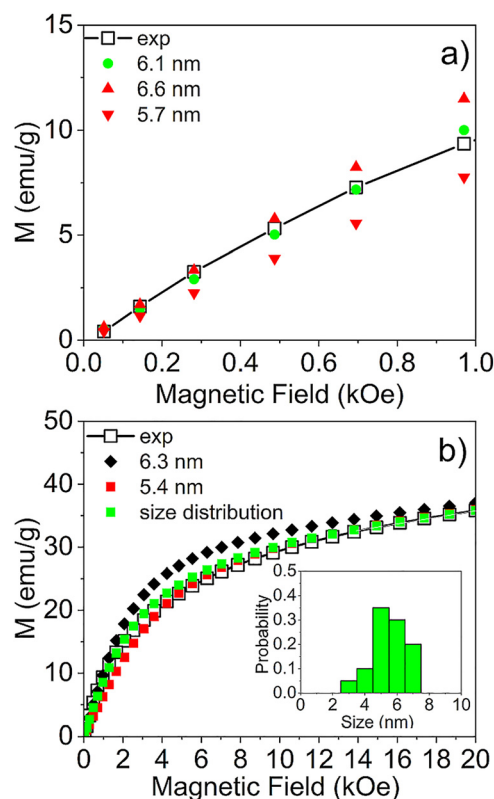 a)
exp
6.1 nm
6.6 nm
5.7 nm
15
10
5
0
M (emu/g)
0.0 0.2 0.4 0.6 0.8 1.0
Magnetic Field (kOe)
b)
exp
6.3 nm
5.4 nm
size distribution
50
40
30
20
10
0
M (emu/g)
0.5
0.4
0.3
0.2
0.1
0.0
Probability
0 2 4 6 8 10
Size (nm)
0 2 4 6 8 10 12 14 16 18 20
Magnetic Field (kOe)